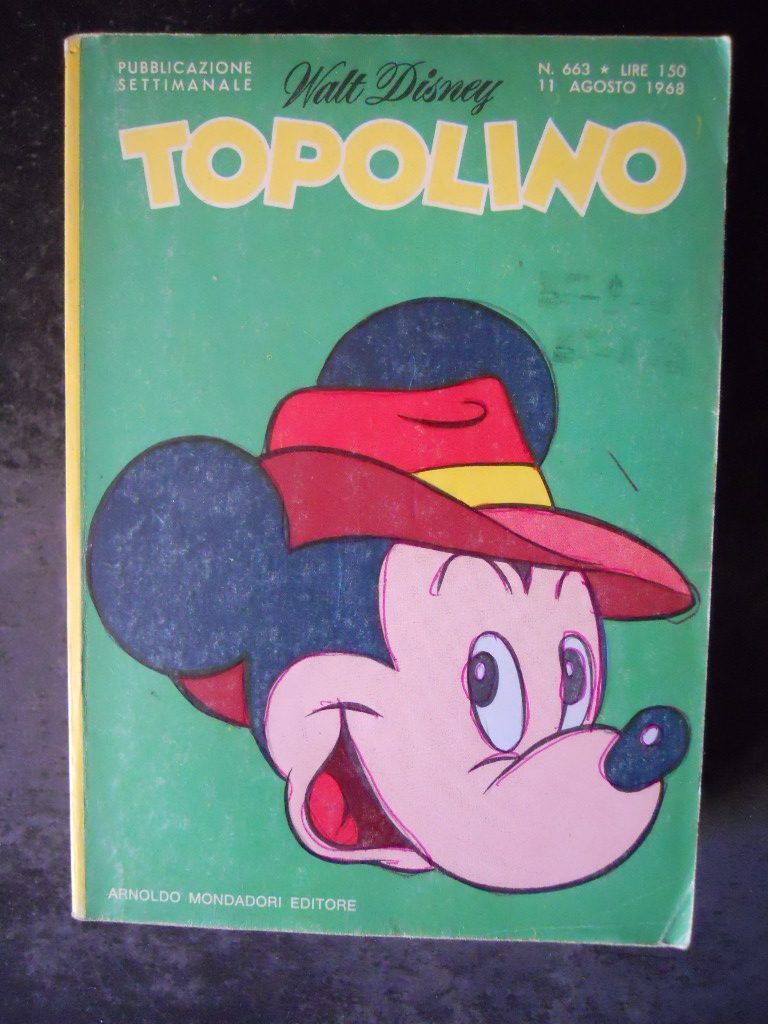 PUBBLICAZIONE
SETTIMANALE
Walt Disney
N. 663 ★ LIRE 150
11 AGOSTO 1968
TOPOLINO
ARNOLDO MONDADORI EDITORE